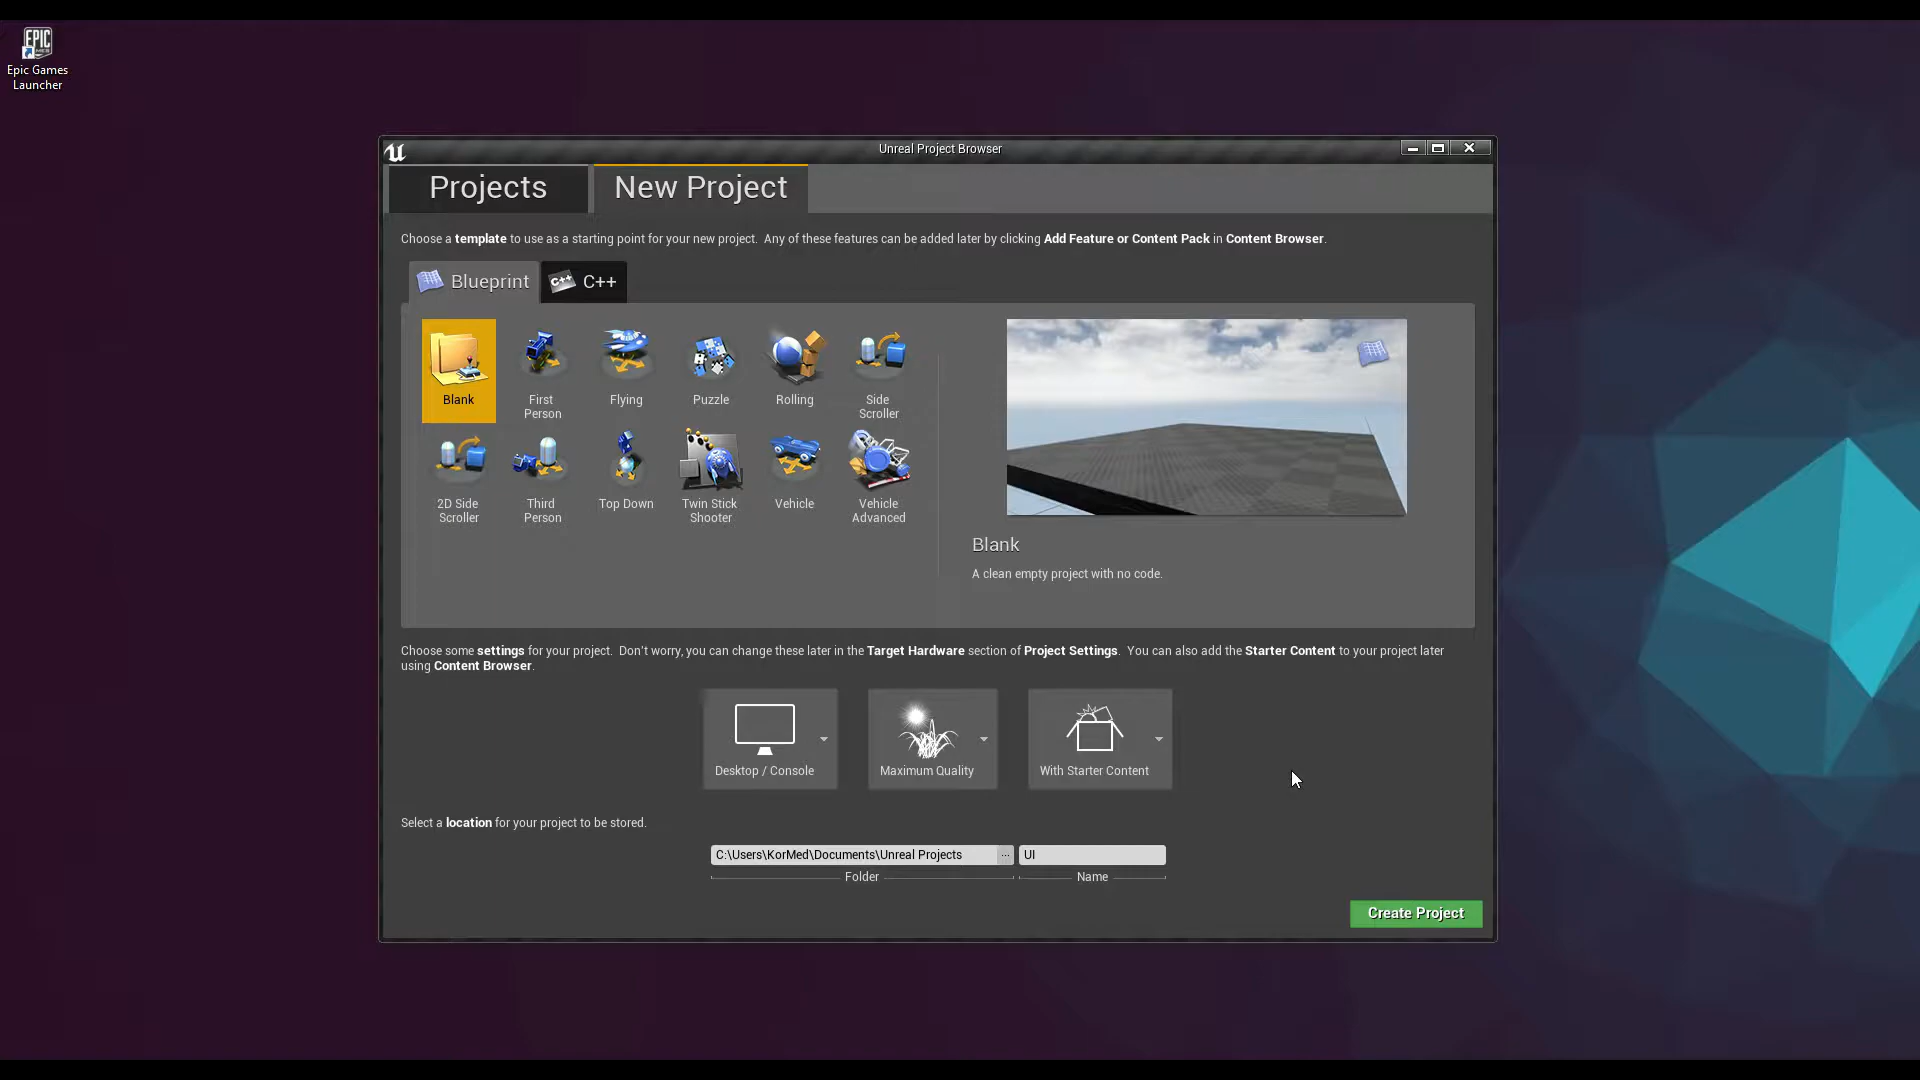 EPIC
GAMES
Epic Games
Launcher
Unreal Project Browser
Projects
New Project
Choose a template to use as a starting point for your new project. Any of these features can be added later by clicking Add Feature or Content Pack in Content Browser.
Blueprint
C++
C++
Blank
First
Person
Flying
Puzzle
Rolling
Side
Scroller
2D Side
Scroller
Third
Person
Top Down
Twin Stick
Shooter
Vehicle
Vehicle
Advanced
Blank
A clean empty project with no code.
Choose some settings for your project. Don't worry, you can change these later in the Target Hardware section of Project Settings. You can also add the Starter Content to your project later
using Content Browser.
Desktop / Console
Maximum Quality
With Starter Content
Select a location for your project to be stored.
C:\Users\KorMed\Documents\Unreal Projects
...
UI
Folder
Name
Create Project